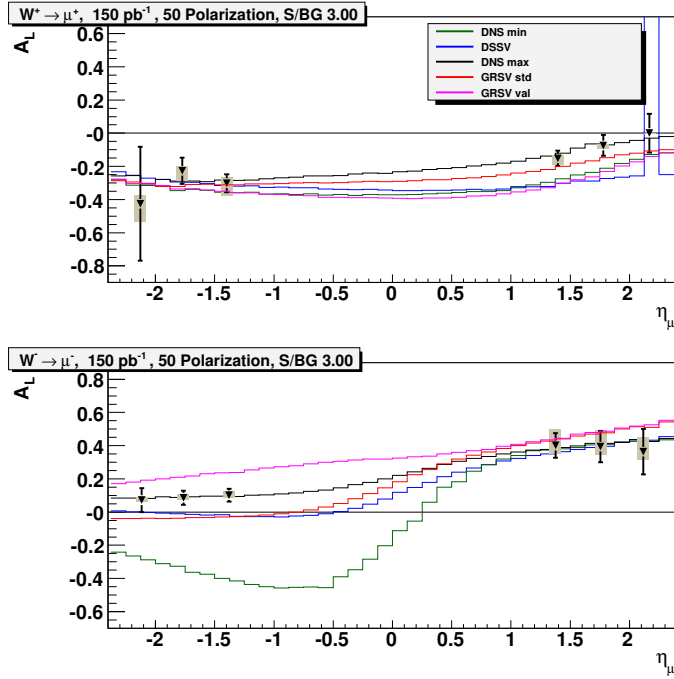 W⁺ → μ⁺, 150 pb⁻¹ , 50 Polarization, S/BG 3.00
A_L
0.6
0.4
0.2
-0
-0.2
-0.4
-0.6
-0.8
DNS min
DSSV
DNS max
GRSV std
GRSV val
-2 -1.5 -1 -0.5 0 0.5 1 1.5 2
η_μ
W⁻ → μ⁻, 150 pb⁻¹ , 50 Polarization, S/BG 3.00
A_L
0.8
0.6
0.4
0.2
-0
-0.2
-0.4
-0.6
-2 -1.5 -1 -0.5 0 0.5 1 1.5 2
η_μ